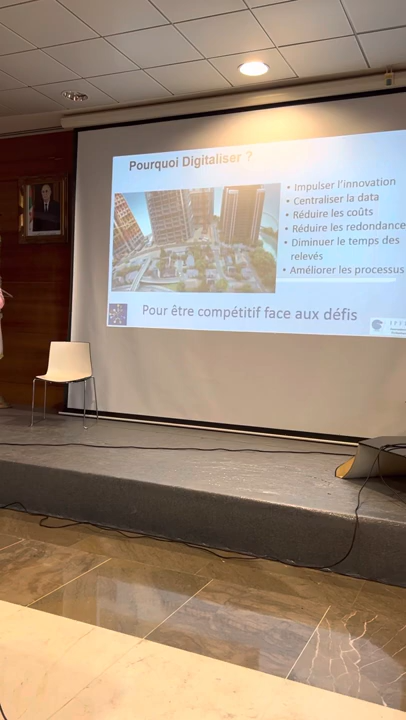 Pourquoi Digitaliser ?
• Impulser l'innovation
• Centraliser la data
• Réduire les coûts
• Réduire les redondance
• Diminuer le temps des
relevés
• Améliorer les processus
Pour être compétitif face aux défis